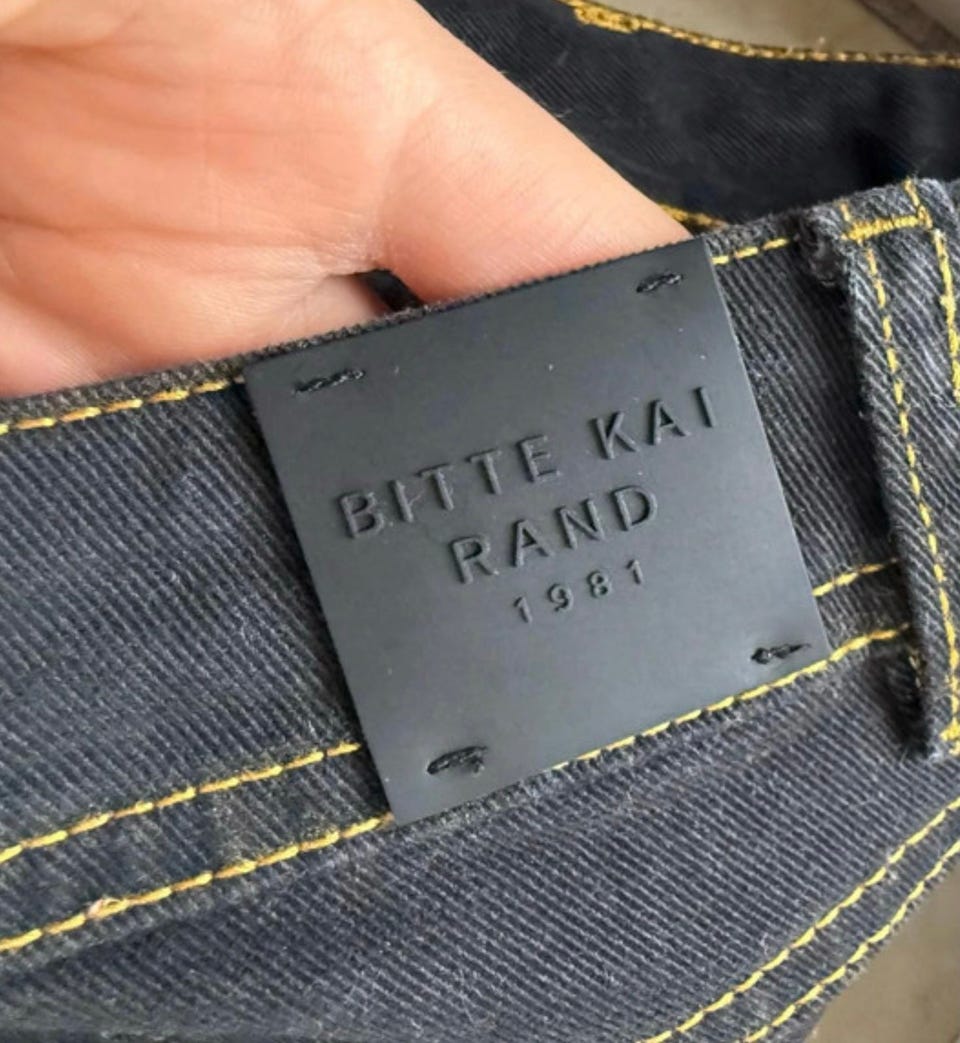 BITTE KAI
RAND
1981